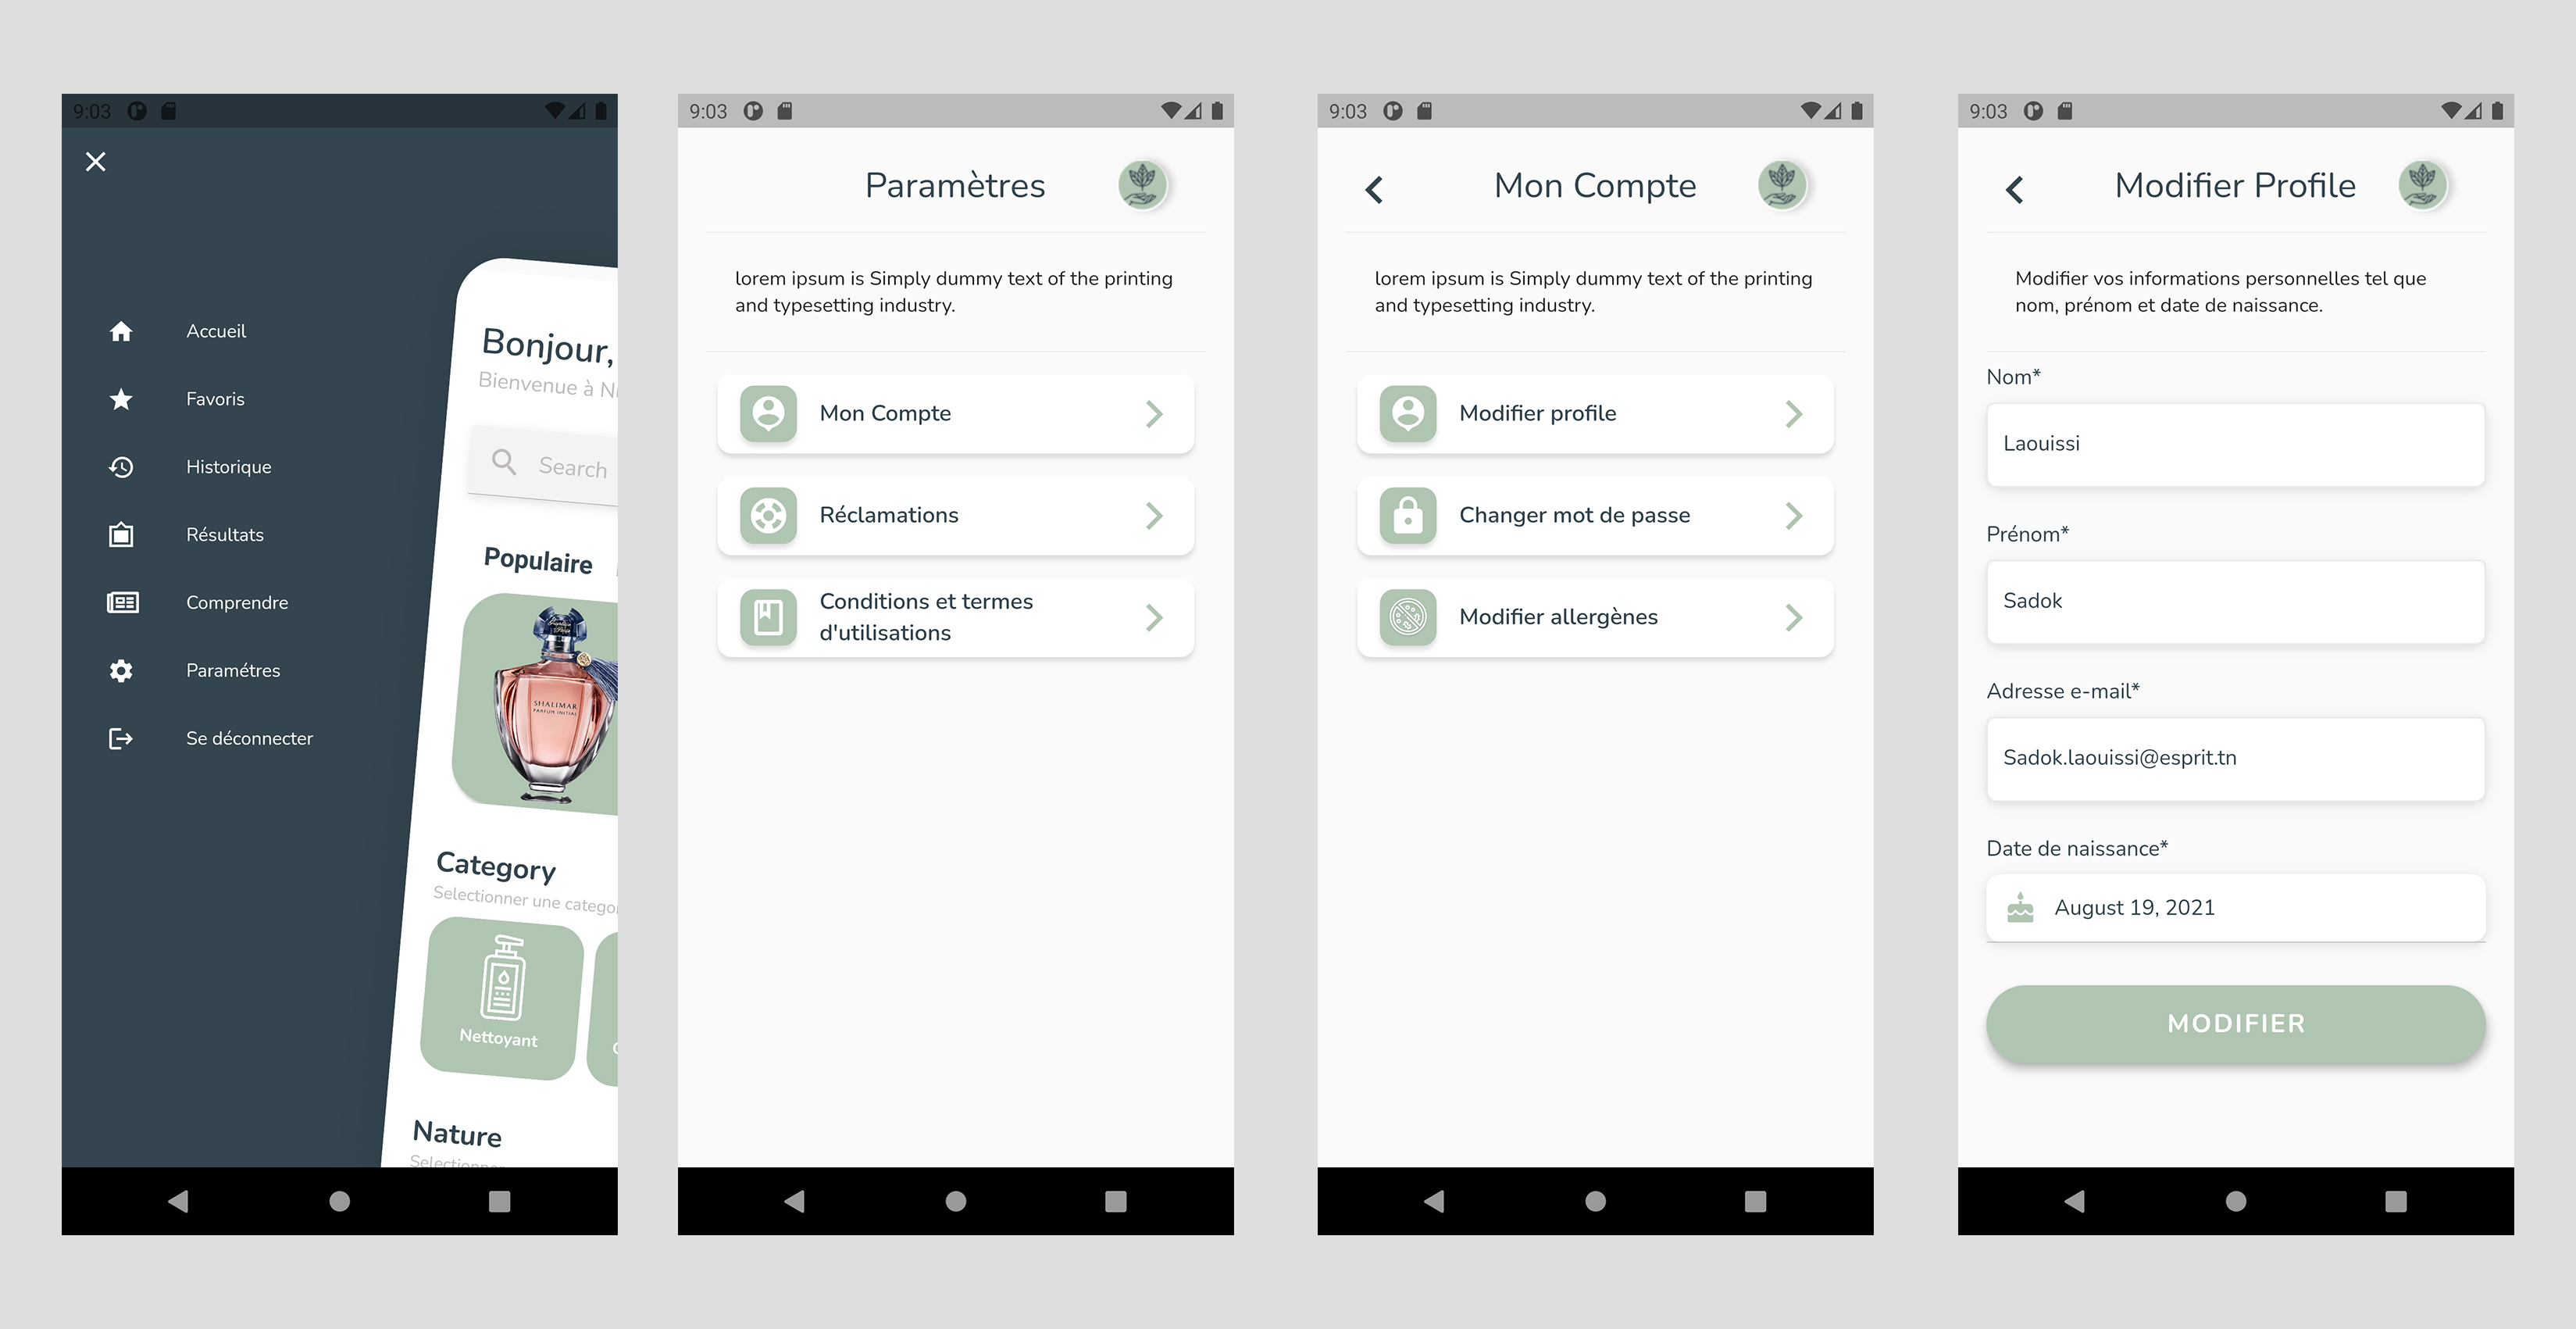 9:03
Accueil
Favoris
Historique
Résultats
Comprendre
Paramétres
Se déconnecter
Bonjour,
Bienvenue à
Search
Populaire
SHALIMAR
PARFUM INITIAL
Category
Selectionner une
Nettoyant
Nature
9:03
Paramètres
lorem ipsum is Simply dummy text of the printing
and typesetting industry.
Mon Compte
Réclamations
Conditions et termes
d'utilisations
9:03
Mon Compte
lorem ipsum is Simply dummy text of the printing
and typesetting industry.
Modifier profile
Changer mot de passe
Modifier allergènes
9:03
Modifier Profile
Modifier vos informations personnelles tel que
nom, prénom et date de naissance.
Nom*
Laouissi
Prénom*
Sadok
Adresse e-mail*
Sadok.laouissi@esprit.tn
Date de naissance*
August 19, 2021
MODIFIER